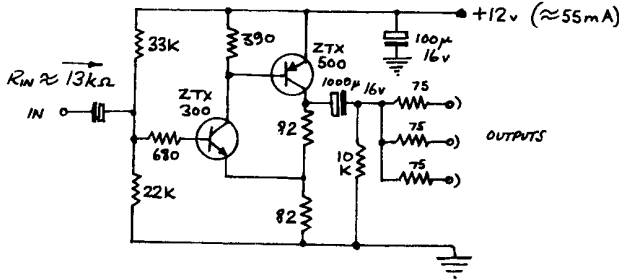 +12v (≈55mA)
33K
390
ZTX
500
100µ
16v
RIN ≈ 13kΩ
1000µ 16v
75
IN
ZTX
300
82
75
OUTPUTS
680
10
K
75
22K
82